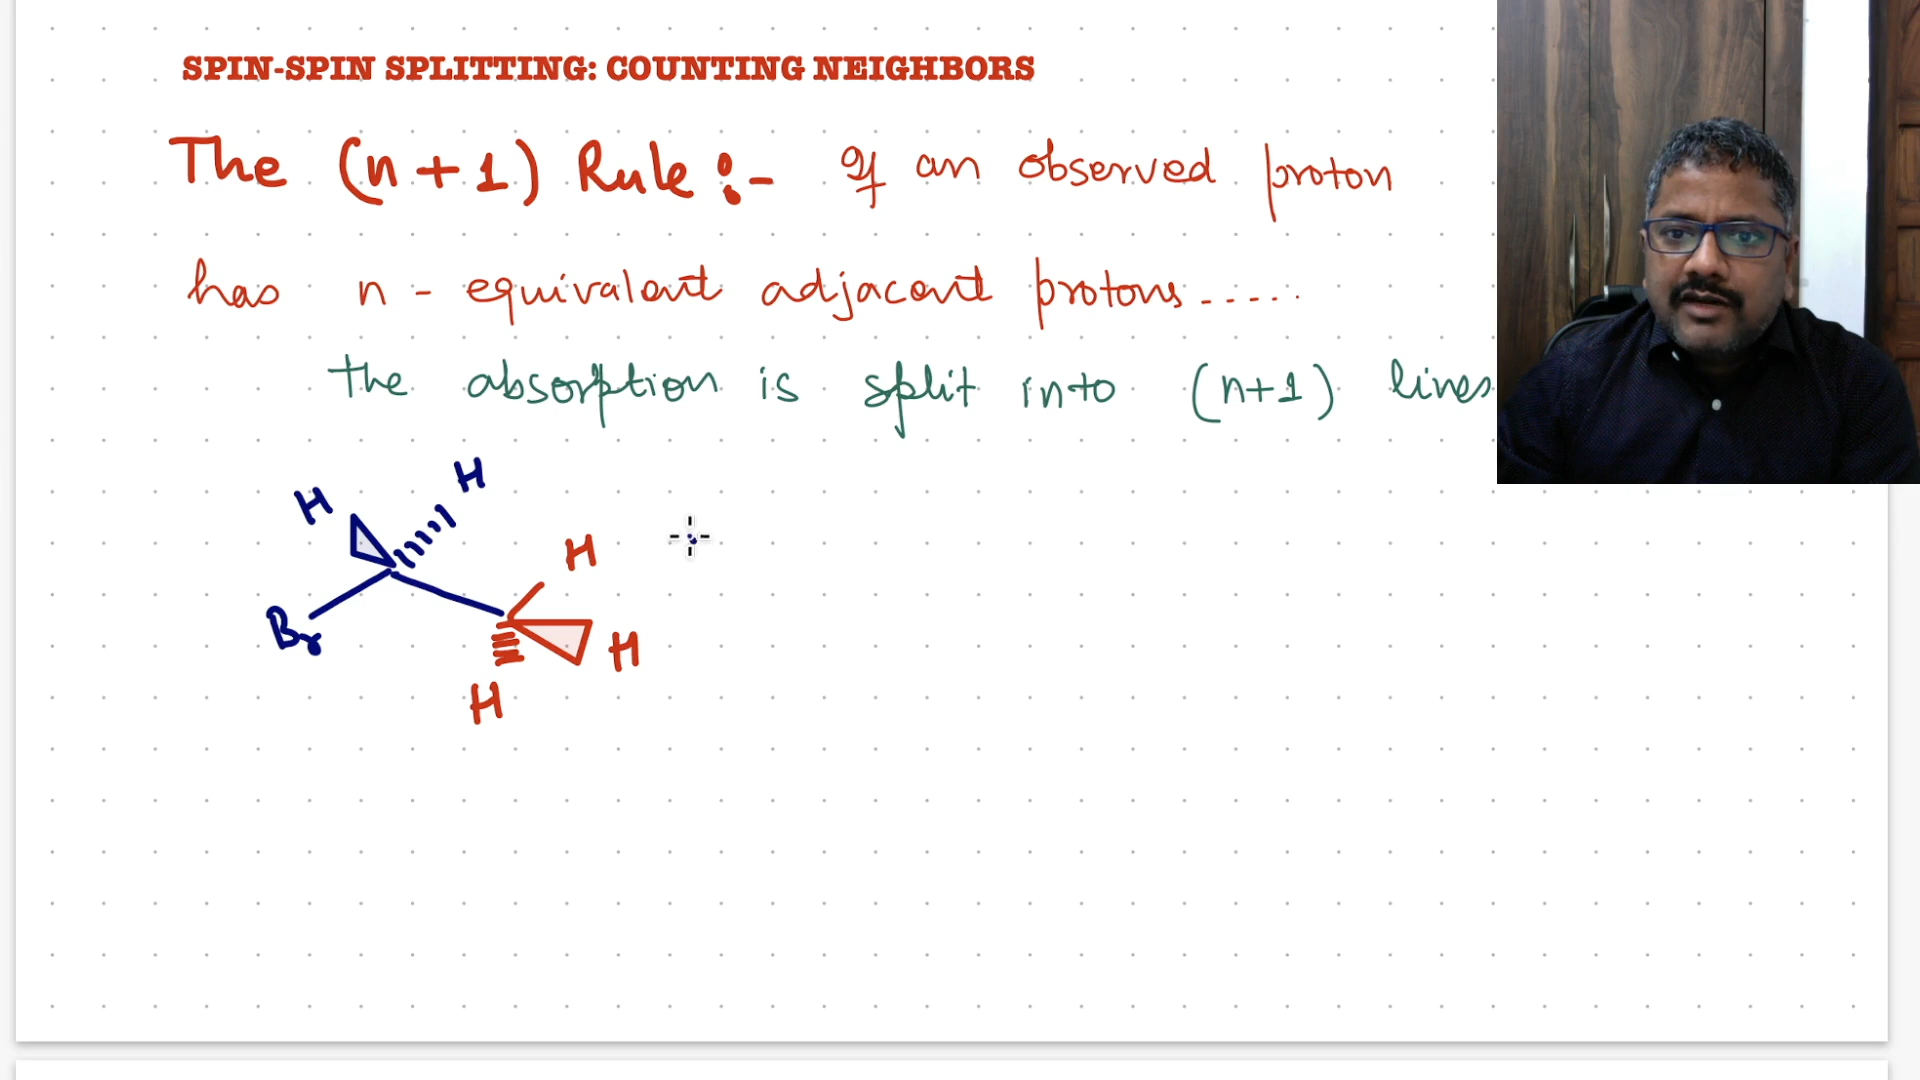 SPIN-SPIN SPLITTING: COUNTING NEIGHBORS
The (n+1) Rule :- If an observed proton
has n - equivalent adjacent protons.....
the absorption is split into (n+1) lines
H
H
H
Br
H
H